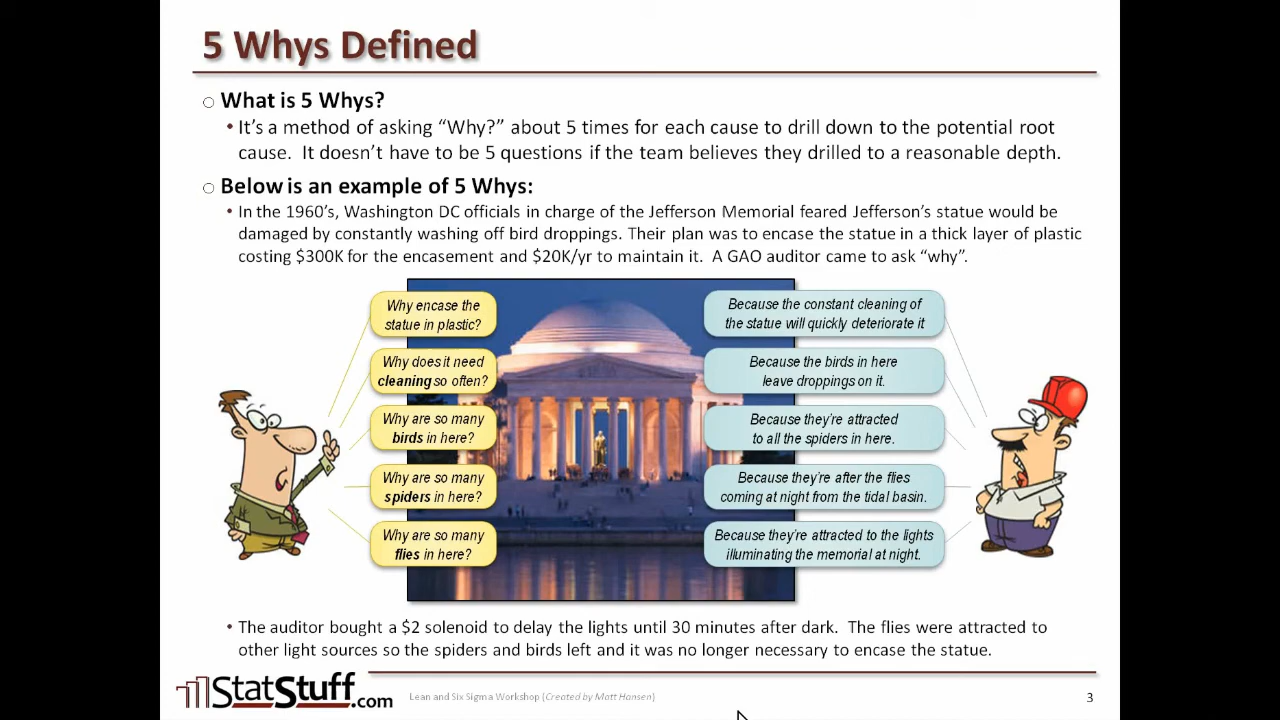 5 Whys Defined
What is 5 Whys?
It's a method of asking “Why?” about 5 times for each cause to drill down to the potential root
cause. It doesn't have to be 5 questions if the team believes they drilled to a reasonable depth.
Below is an example of 5 Whys:
In the 1960's, Washington DC officials in charge of the Jefferson Memorial feared Jefferson's statue would be
damaged by constantly washing off bird droppings. Their plan was to encase the statue in a thick layer of plastic
costing $300K for the encasement and $20K/yr to maintain it. A GAO auditor came to ask “why”.
Why encase the
statue in plastic?
Because the constant cleaning of
the statue will quickly deteriorate it
Why does it need
cleaning so often?
Because the birds in here
leave droppings on it.
Why are so many
birds in here?
Because they're attracted
to all the spiders in here.
Why are so many
spiders in here?
Because they're after the flies
coming at night from the tidal basin.
Why are so many
flies in here?
Because they're attracted to the lights
illuminating the memorial at night.
The auditor bought a $2 solenoid to delay the lights until 30 minutes after dark. The flies were attracted to
other light sources so the spiders and birds left and it was no longer necessary to encase the statue.
StatStuff.com
Lean and Six Sigma Workshop (Created by Matt Hansen)
3